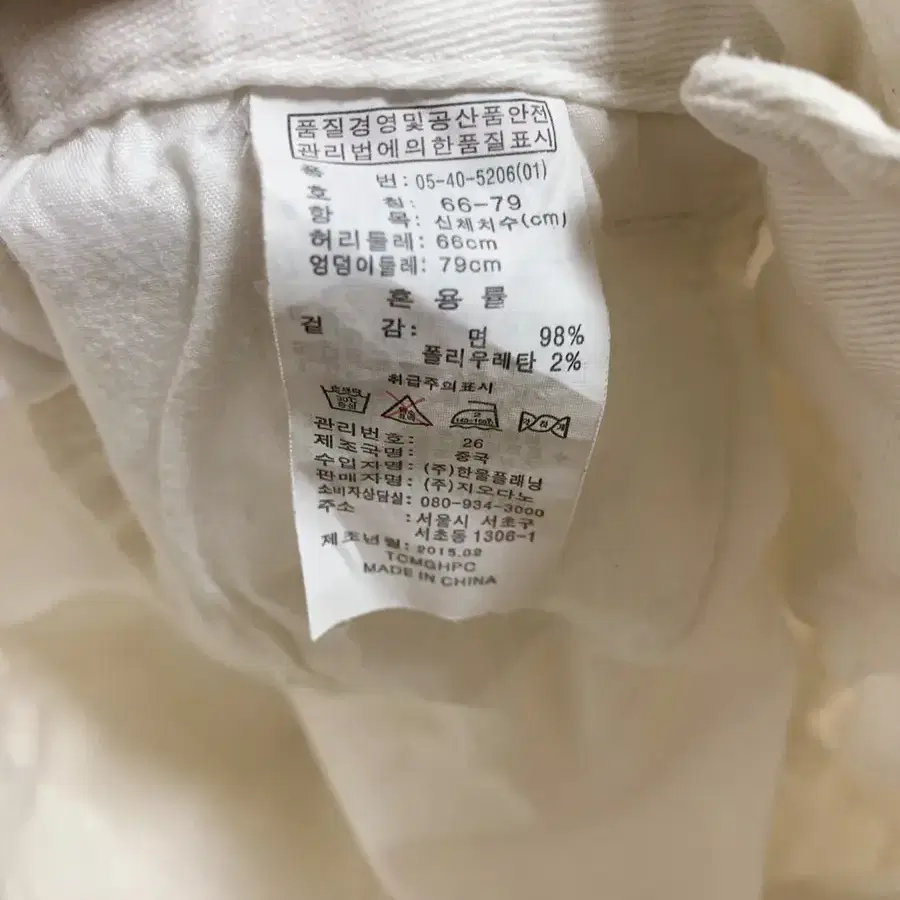 품질경영및공산품안전
관리법에의한품질표시
품 번: 05-40-5206(01)
호 칭: 66-79
항 목: 신체치수(cm)
허리둘레: 66cm
엉덩이둘레: 79cm
혼 용 률
겉 감: 면 98%
폴리우레탄 2%
취급주의표시
30℃
관리번호: 26
제조국명: 중국
수입자명: (주)한올플래닝
판매자명: (주)지오다노
소비자상담실: 080-934-3000
주소 :서울시 서초구
서초동 1306-1
제조년월: 2015.02
TCMGHPC
MADE IN CHINA